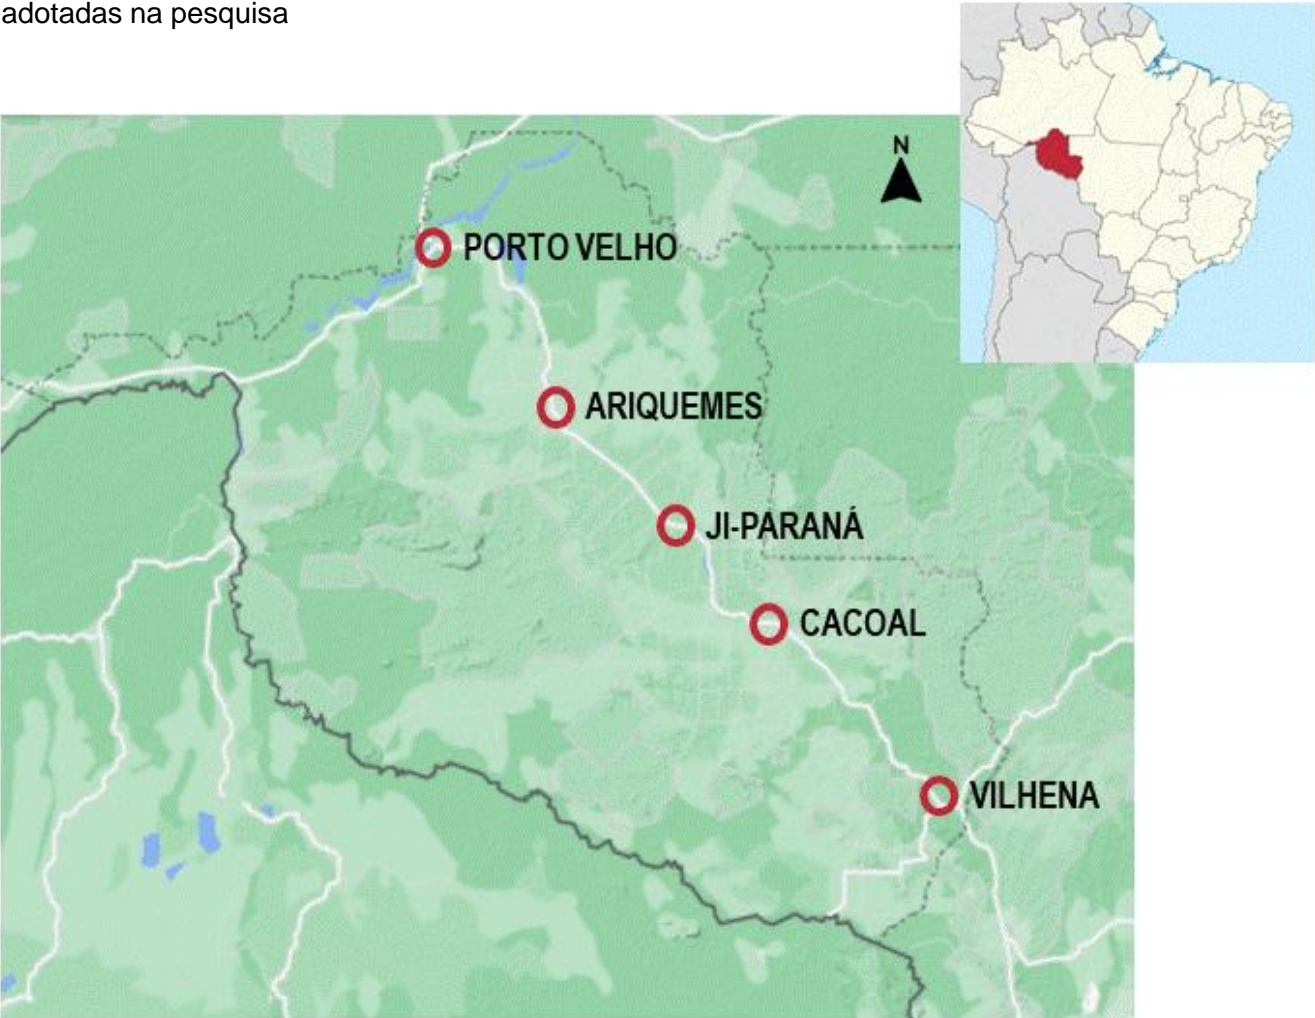 adotadas na pesquisa
N
PORTO VELHO
ARIQUEMES
JI-PARANÁ
CACOAL
VILHENA